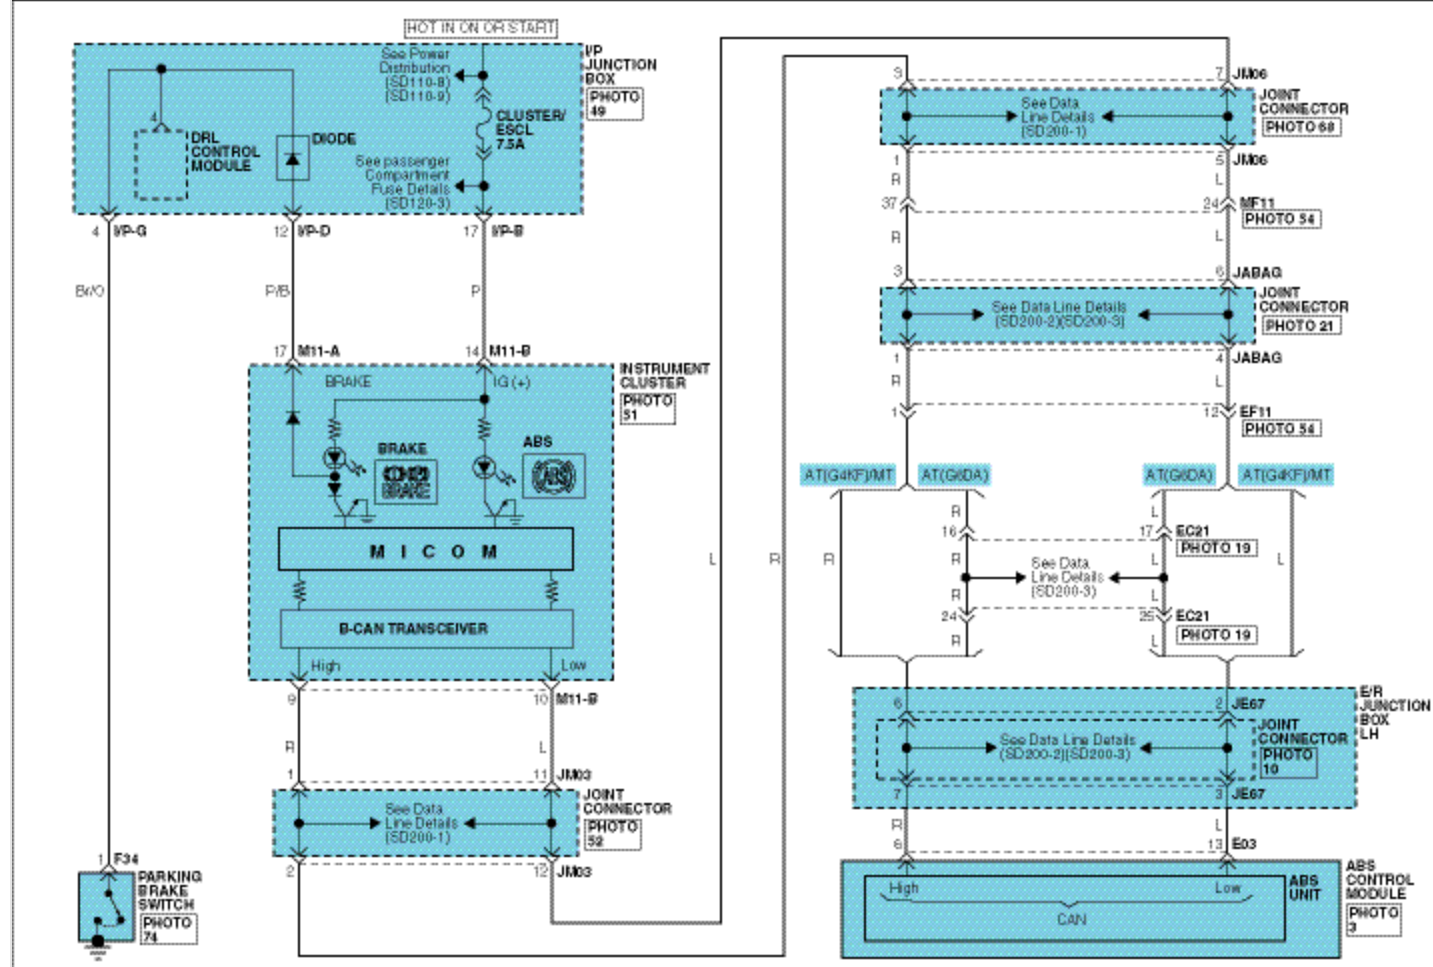 HOT IN ON OR START
See Power
Distribution
(SD110-8)
(SD110-9)
I/P
JUNCTION
BOX
PHOTO
49
CLUSTER/
ESCL
7.5A
4
DRL
CONTROL
MODULE
DIODE
See passenger
Compartment
Fuse Details
(SD120-3)
4 I/P-G
12 I/P-D
17 I/P-B
Br/O
P/B
P
17 M11-A
14 M11-B
INSTRUMENT
CLUSTER
PHOTO
51
BRAKE
IG (+)
BRAKE
BRAKE
ABS
ABS
M I C O M
B-CAN TRANSCEIVER
High
Low
9
10 M11-B
R
L
1
11 JM03
JOINT
CONNECTOR
PHOTO
52
See Data
Line Details
(SD200-1)
2
12 JM03
1 F34
PARKING
BRAKE
SWITCH
PHOTO
74
L
R
3
7 JM06
JOINT
CONNECTOR
PHOTO 68
See Data
Line Details
(SD200-1)
1
5 JM06
R
L
37
24 MF11
PHOTO 54
R
L
3
6 JABAG
JOINT
CONNECTOR
PHOTO 21
See Data Line Details
(SD200-2)(SD200-3)
1
4 JABAG
R
L
1
12 EF11
PHOTO 54
AT(G4KF)/MT
AT(G6DA)
AT(G6DA)
AT(G4KF)/MT
R
L
16
17 EC21
PHOTO 19
R
R
L
L
See Data
Line Details
(SD200-3)
R
L
24
25 EC21
PHOTO 19
R
L
6
2 JE67
E/R
JUNCTION
BOX
LH
JOINT
CONNECTOR
PHOTO
10
See Data Line Details
(SD200-2)(SD200-3)
7
3 JE67
R
L
6
13 E03
ABS
CONTROL
MODULE
PHOTO
3
High
Low
ABS
UNIT
CAN